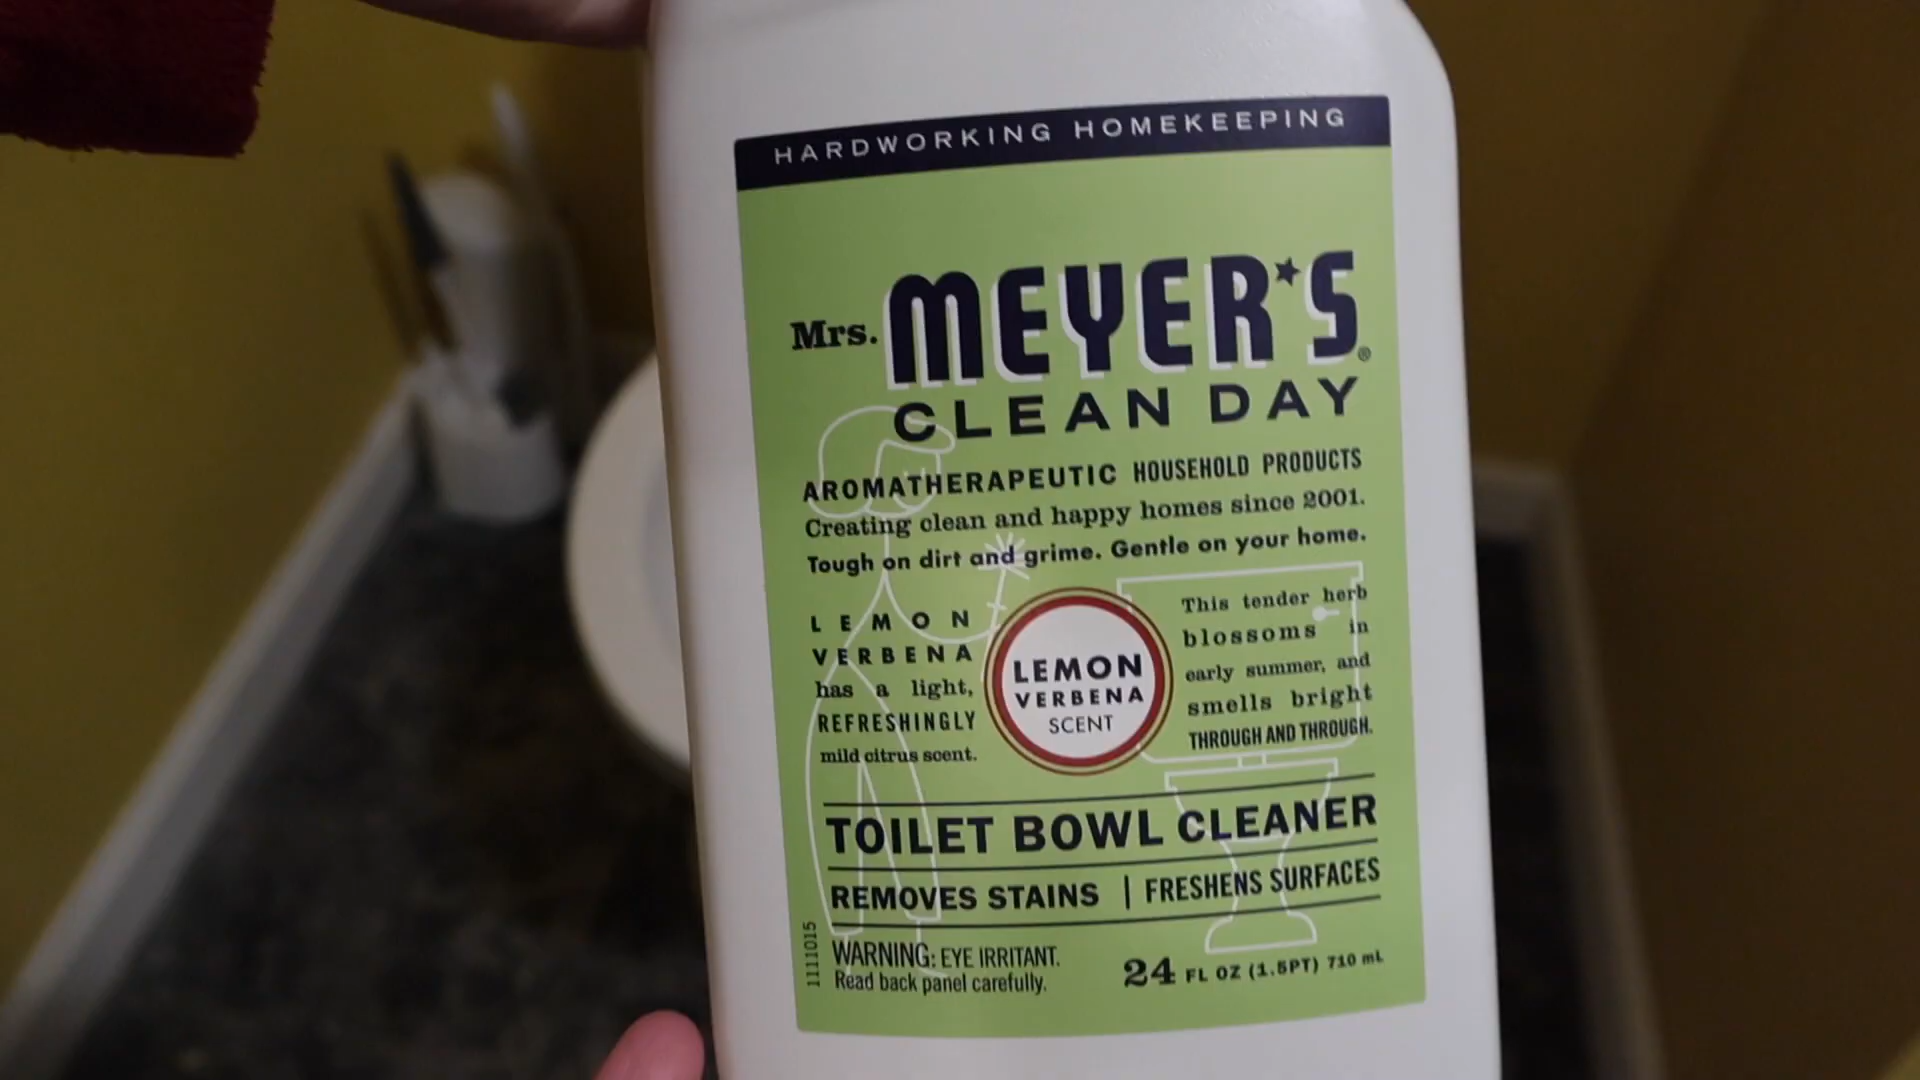 HARDWORKING HOMEKEEPING
Mrs. MEYER'S®
CLEAN DAY
AROMATHERAPEUTIC HOUSEHOLD PRODUCTS
Creating clean and happy homes since 2001.
Tough on dirt and grime. Gentle on your home.
LEMON
VERBENA
has a light,
REFRESHINGLY
mild citrus scent.
LEMON
VERBENA
SCENT
This tender herb
blossoms in
early summer, and
smells bright
THROUGH AND THROUGH.
TOILET BOWL CLEANER
REMOVES STAINS | FRESHENS SURFACES
WARNING: EYE IRRITANT.
Read back panel carefully.
24 FL OZ (1.5PT) 710 mL
1111015